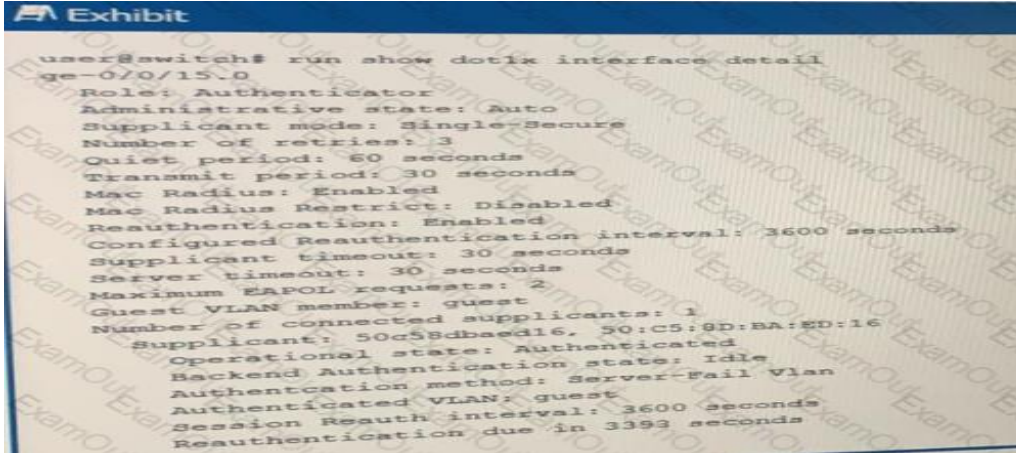 Exhibit
user@switch# run show dot1x interface detail
ge-0/0/15.0
Role: Authenticator
Administrative state: Auto
Supplicant mode: Single-Secure
Number of retries: 3
Quiet period: 60 seconds
Transmit period: 30 seconds
Mac Radius: Enabled
Mac Radius Restrict: Disabled
Reauthentication: Enabled
Configured Reauthentication interval: 3600 seconds
Supplicant timeout: 30 seconds
Server timeout: 30 seconds
Maximum EAPOL requests: 2
Guest VLAN member: guest
Number of connected supplicants: 1
Supplicant: 50c58dbaed16, 50:C5:8D:BA:ED:16
Operational state: Authenticated
Backend Authentication state: Idle
Authentcation method: Server-Fail Vlan
Authenticated VLAN: guest
Session Reauth interval: 3600 seconds
Reauthentication due in 3393 seconds